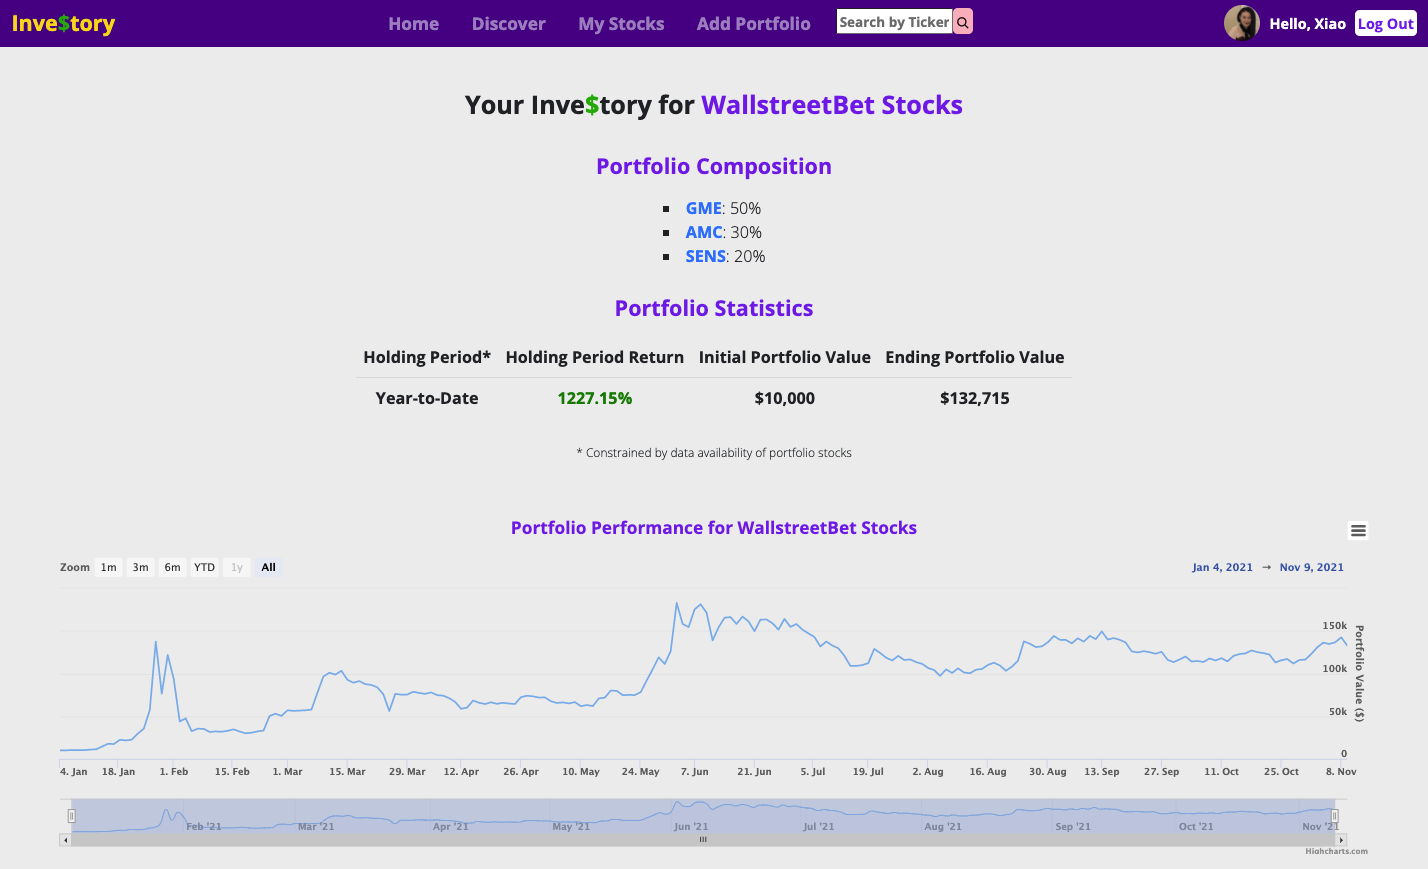 Inve$tory Home Discover My Stocks Add Portfolio Search by Ticker Hello, Xiao Log Out
Your Inve$tory for WallstreetBet Stocks
Portfolio Composition
GME: 50%
AMC: 30%
SENS: 20%
Portfolio Statistics
Holding Period* Holding Period Return Initial Portfolio Value Ending Portfolio Value
Year-to-Date 1227.15% $10,000 $132,715
* Constrained by data availability of portfolio stocks
Portfolio Performance for WallstreetBet Stocks
Zoom 1m 3m 6m YTD 1y All Jan 4, 2021 → Nov 9, 2021
150k
100k
50k
0
Portfolio Value ($)
4. Jan 18. Jan 1. Feb 15. Feb 1. Mar 15. Mar 29. Mar 12. Apr 26. Apr 10. May 24. May 7. Jun 21. Jun 5. Jul 19. Jul 2. Aug 16. Aug 30. Aug 13. Sep 27. Sep 11. Oct 25. Oct 8. Nov
Feb '21 Mar '21 Apr '21 May '21 Jun '21 Jul '21 Aug '21 Sep '21 Oct '21 Nov '21
Highcharts.com